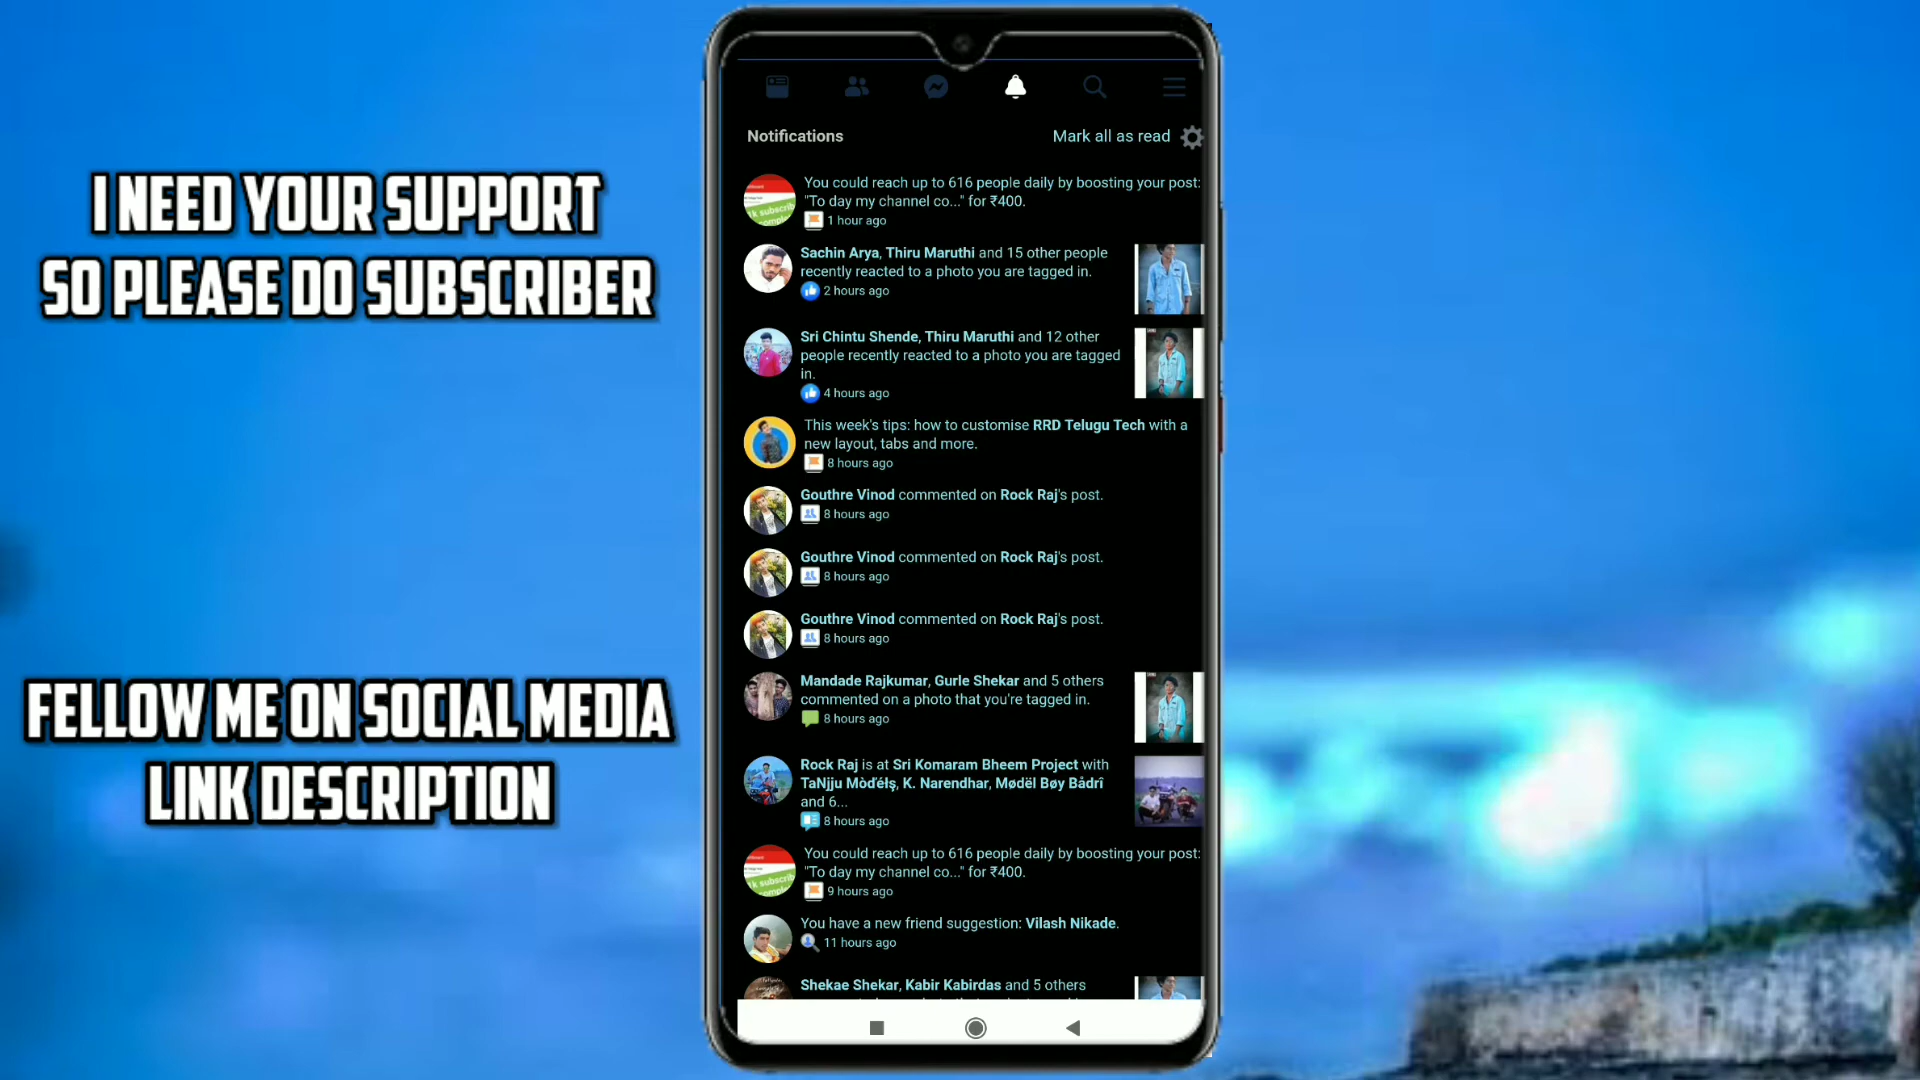 I NEED YOUR SUPPORT
SO PLEASE DO SUBSCRIBER
FELLOW ME ON SOCIAL MEDIA
LINK DESCRIPTION
Notifications
Mark all as read
You could reach up to 616 people daily by boosting your post:
"To day my channel co..." for ₹400.
1 hour ago
Sachin Arya, Thiru Maruthi and 15 other people
recently reacted to a photo you are tagged in.
2 hours ago
Sri Chintu Shende, Thiru Maruthi and 12 other
people recently reacted to a photo you are tagged
in.
4 hours ago
This week's tips: how to customise RRD Telugu Tech with a
new layout, tabs and more.
8 hours ago
Gouthre Vinod commented on Rock Raj's post.
8 hours ago
Gouthre Vinod commented on Rock Raj's post.
8 hours ago
Gouthre Vinod commented on Rock Raj's post.
8 hours ago
Mandade Rajkumar, Gurle Shekar and 5 others
commented on a photo that you're tagged in.
8 hours ago
Rock Raj is at Sri Komaram Bheem Project with
K. Narendhar, Mødël Bøy Bådrî
and 6...
8 hours ago
You could reach up to 616 people daily by boosting your post:
"To day my channel co..." for ₹400.
9 hours ago
You have a new friend suggestion: Vilash Nikade.
11 hours ago
Shekae Shekar, Kabir Kabirdas and 5 others